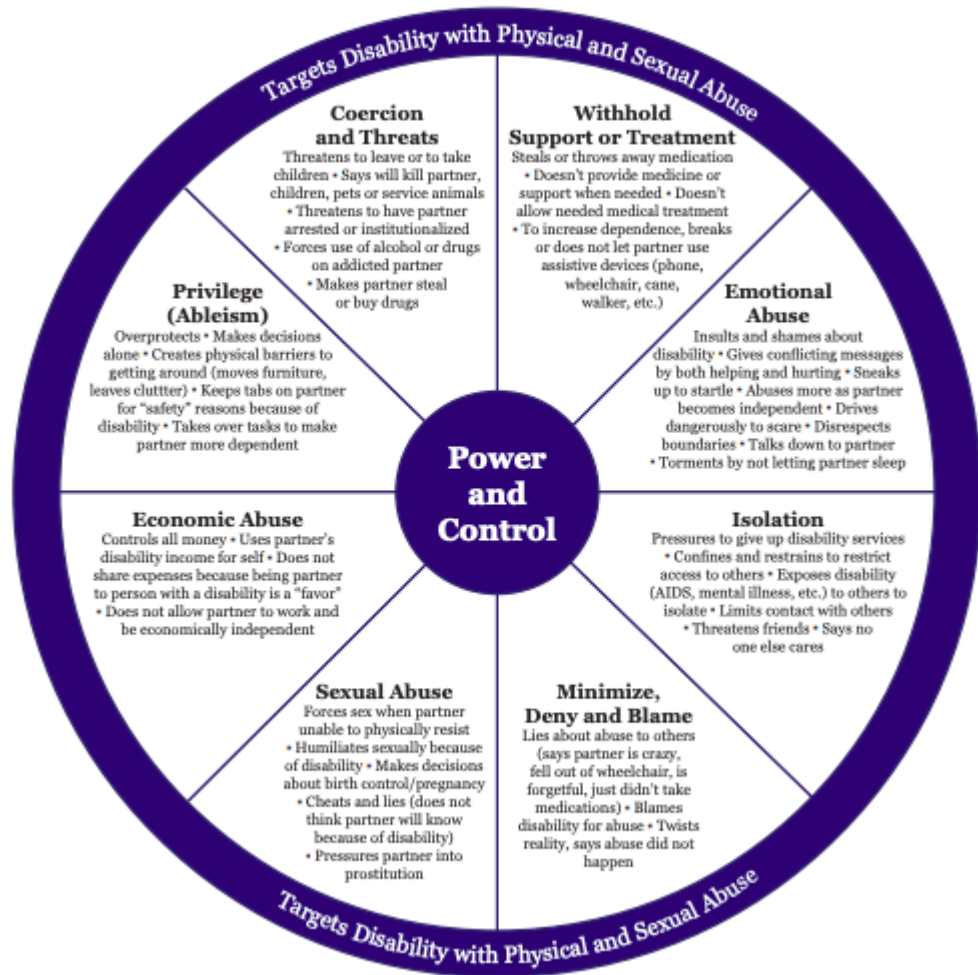 Targets Disability with Physical and Sexual Abuse
Coercion
and Threats
Threatens to leave or to take
children • Says will kill partner,
children, pets or service animals
• Threatens to have partner
arrested or institutionalized
• Forces use of alcohol or drugs
on addicted partner
• Makes partner steal
or buy drugs
Withhold
Support or Treatment
Steals or throws away medication
• Doesn't provide medicine or
support when needed • Doesn't
allow needed medical treatment
• To increase dependence, breaks
or does not let partner use
assistive devices (phone,
wheelchair, cane,
walker, etc.)
Privilege
(Ableism)
Overprotects • Makes decisions
alone • Creates physical barriers to
getting around (moves furniture,
leaves cluttter) • Keeps tabs on partner
for "safety" reasons because of
disability • Takes over tasks to make
partner more dependent
Emotional
Abuse
Insults and shames about
disability • Gives conflicting messages
by both helping and hurting • Sneaks
up to startle • Abuses more as partner
becomes independent • Drives
dangerously to scare • Disrespects
boundaries • Talks down to partner
• Torments by not letting partner sleep
Power
and
Control
Economic Abuse
Controls all money • Uses partner's
disability income for self • Does not
share expenses because being partner
to person with a disability is a "favor"
• Does not allow partner to work and
be economically independent
Isolation
Pressures to give up disability services
• Confines and restrains to restrict
access to others • Exposes disability
(AIDS, mental illness, etc.) to others to
isolate • Limits contact with others
• Threatens friends • Says no
one else cares
Sexual Abuse
Forces sex when partner
unable to physically resist
• Humiliates sexually because
of disability • Makes decisions
about birth control/pregnancy
• Cheats and lies (does not
think partner will know
because of disability)
• Pressures partner into
prostitution
Minimize,
Deny and Blame
Lies about abuse to others
(says partner is crazy,
fell out of wheelchair, is
forgetful, just didn't take
medications) • Blames
disability for abuse • Twists
reality, says abuse did not
happen
Targets Disability with Physical and Sexual Abuse